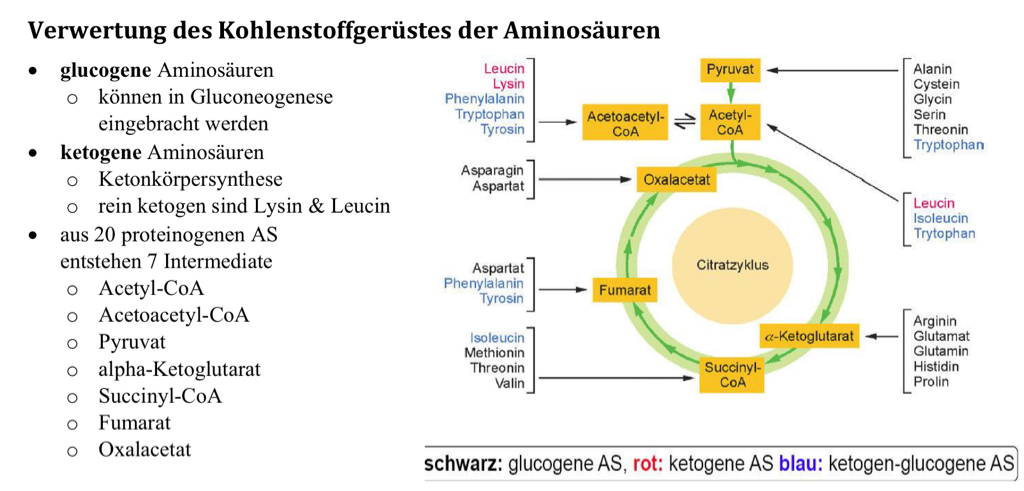 Verwertung des Kohlenstoffgerüstes der Aminosäuren
• glucogene Aminosäuren
o können in Gluconeogenese
eingebracht werden
• ketogene Aminosäuren
o Ketonkörpersynthese
o rein ketogen sind Lysin & Leucin
• aus 20 proteinogenen AS
entstehen 7 Intermediate
o Acetyl-CoA
o Acetoacetyl-CoA
o Pyruvat
o alpha-Ketoglutarat
o Succinyl-CoA
o Fumarat
o Oxalacetat
Leucin
Lysin
Phenylalanin
Tryptophan
Tyrosin
Acetoacetyl-
CoA
Pyruvat
Acetyl-
CoA
Alanin
Cystein
Glycin
Serin
Threonin
Tryptophan
Asparagin
Aspartat
Oxalacetat
Leucin
Isoleucin
Trytophan
Citratzyklus
Aspartat
Phenylalanin
Tyrosin
Fumarat
α-Ketoglutarat
Arginin
Glutamat
Glutamin
Histidin
Prolin
Isoleucin
Methionin
Threonin
Valin
Succinyl-
CoA
schwarz: glucogene AS, rot: ketogene AS blau: ketogen-glucogene AS